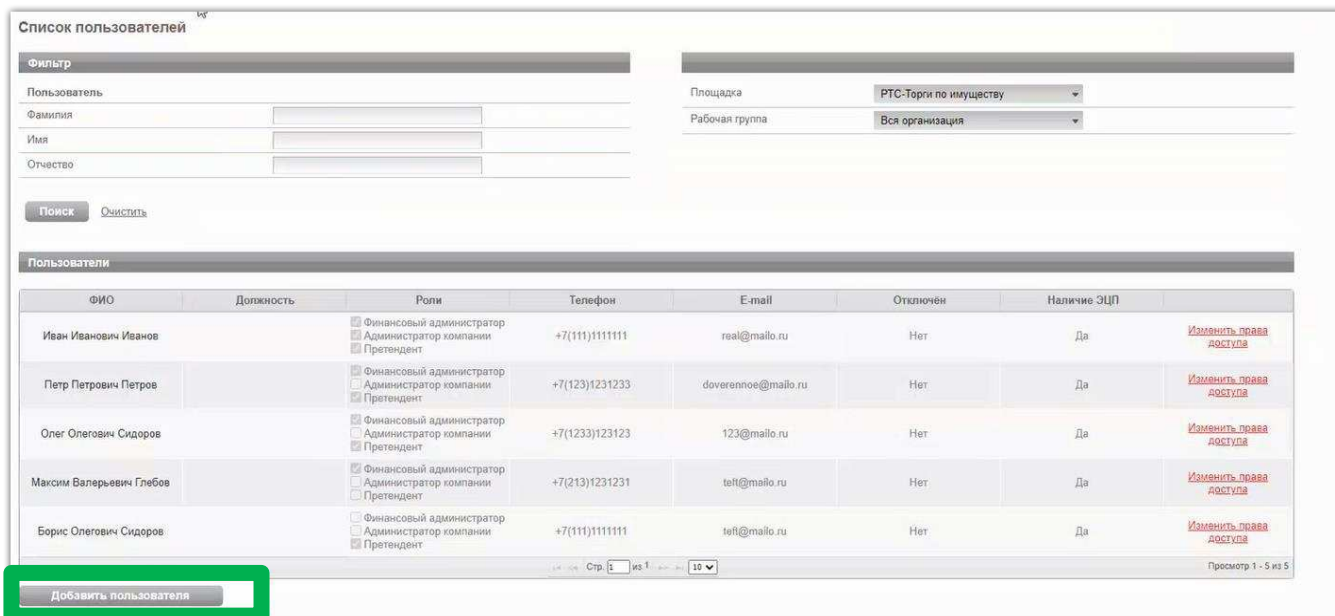 Список пользователей
Фильтр
Пользователь
Фамилия
Имя
Отчество
Площадка РТС-Торги по имуществу
Рабочая группа Вся организация
Поиск Очистить
Пользователи
ФИО Должность Роли Телефон E-mail Отключён Наличие ЭЦП
Иван Иванович Иванов Финансовый администратор +7(111)1111111 real@mailo.ru Нет Да Изменить права
Администратор компании доступа
Претендент
Петр Петрович Петров Финансовый администратор +7(123)1231233 doverennoe@mailo.ru Нет Да Изменить права
Администратор компании доступа
Претендент
Олег Олегович Сидоров Финансовый администратор +7(1233)123123 123@mailo.ru Нет Да Изменить права
Администратор компании доступа
Претендент
Максим Валерьевич Глебов Финансовый администратор +7(213)1231231 teft@mailo.ru Нет Да Изменить права
Администратор компании доступа
Претендент
Борис Олегович Сидоров Финансовый администратор +7(111)1111111 teft@mailo.ru Нет Да Изменить права
Администратор компании доступа
Претендент
Стр. 1 из 1 10 Просмотр 1 - 5 из 5
Добавить пользователя